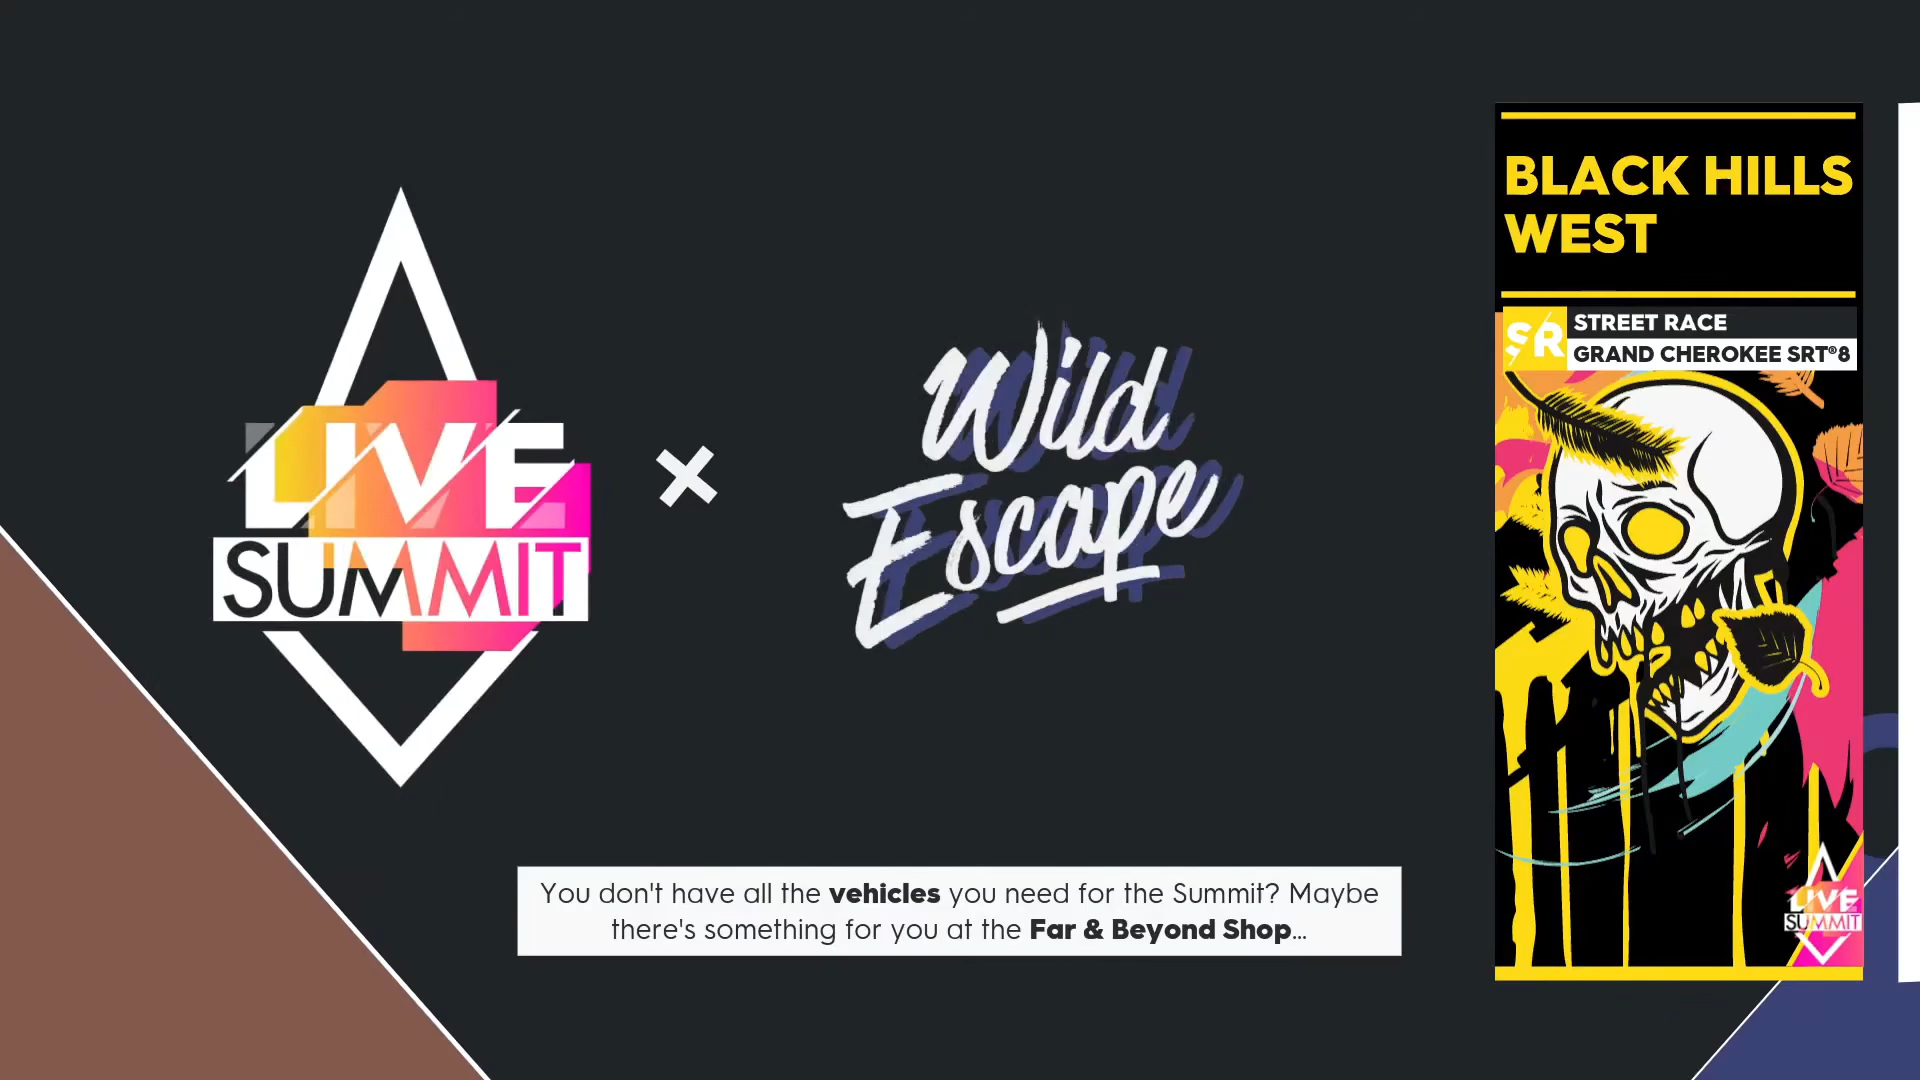 LIVE
SUMMIT
Wild
Escape
BLACK HILLS
WEST
SR
STREET RACE
GRAND CHEROKEE SRT®8
LIVE
SUMMIT
You don't have all the vehicles you need for the Summit? Maybe
there's something for you at the Far & Beyond Shop...